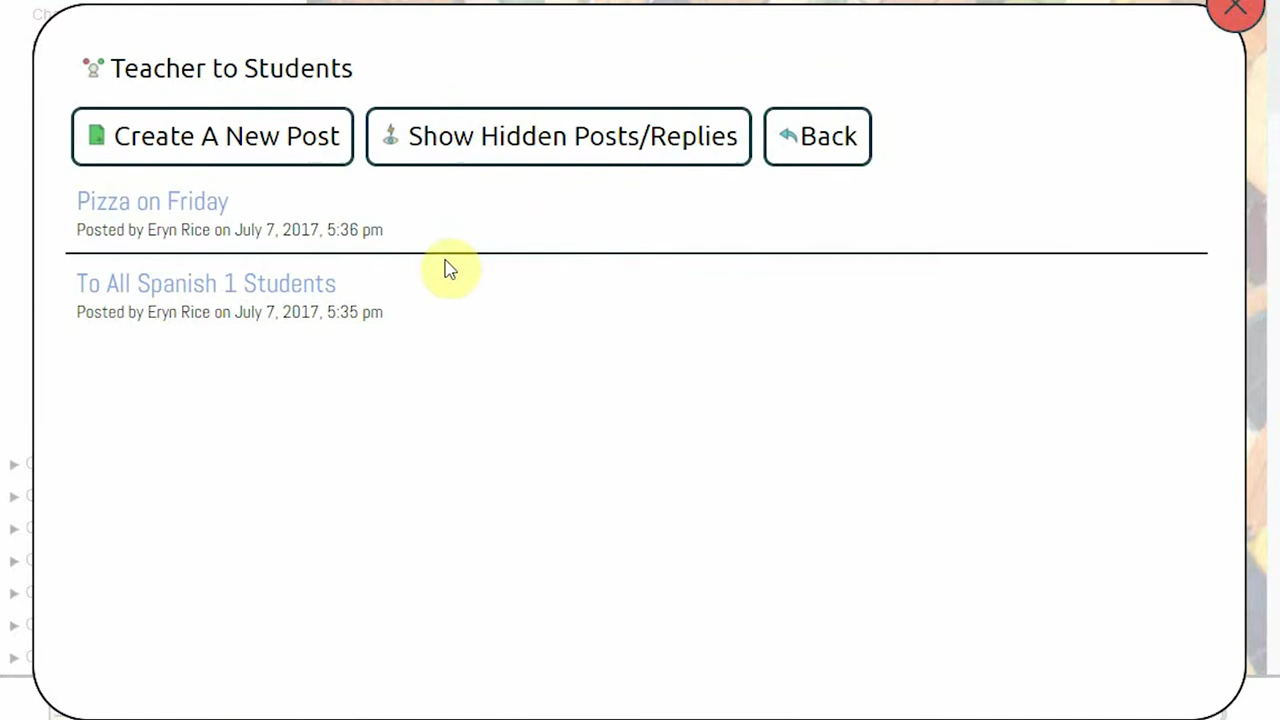 Teacher to Students
Create A New Post
Show Hidden Posts/Replies
Back
Pizza on Friday
Posted by Eryn Rice on July 7, 2017, 5:36 pm
To All Spanish 1 Students
Posted by Eryn Rice on July 7, 2017, 5:35 pm